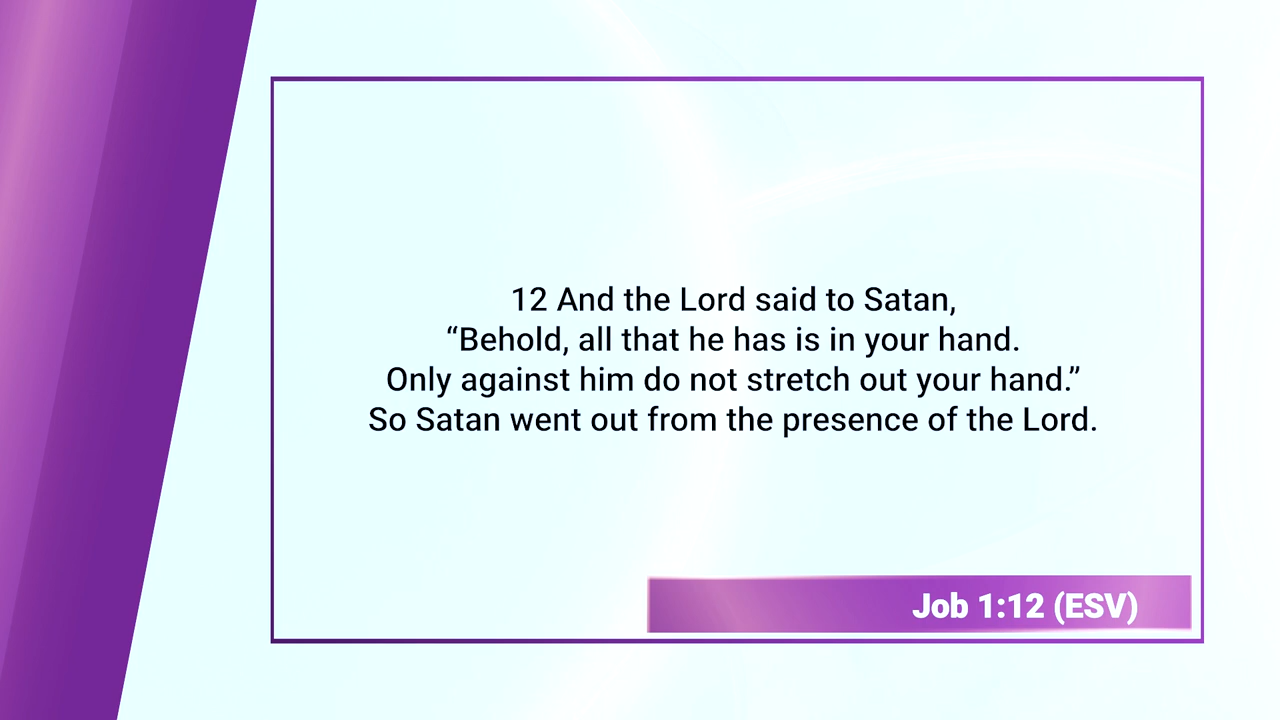 12 And the Lord said to Satan,
“Behold, all that he has is in your hand.
Only against him do not stretch out your hand.”
So Satan went out from the presence of the Lord.
Job 1:12 (ESV)